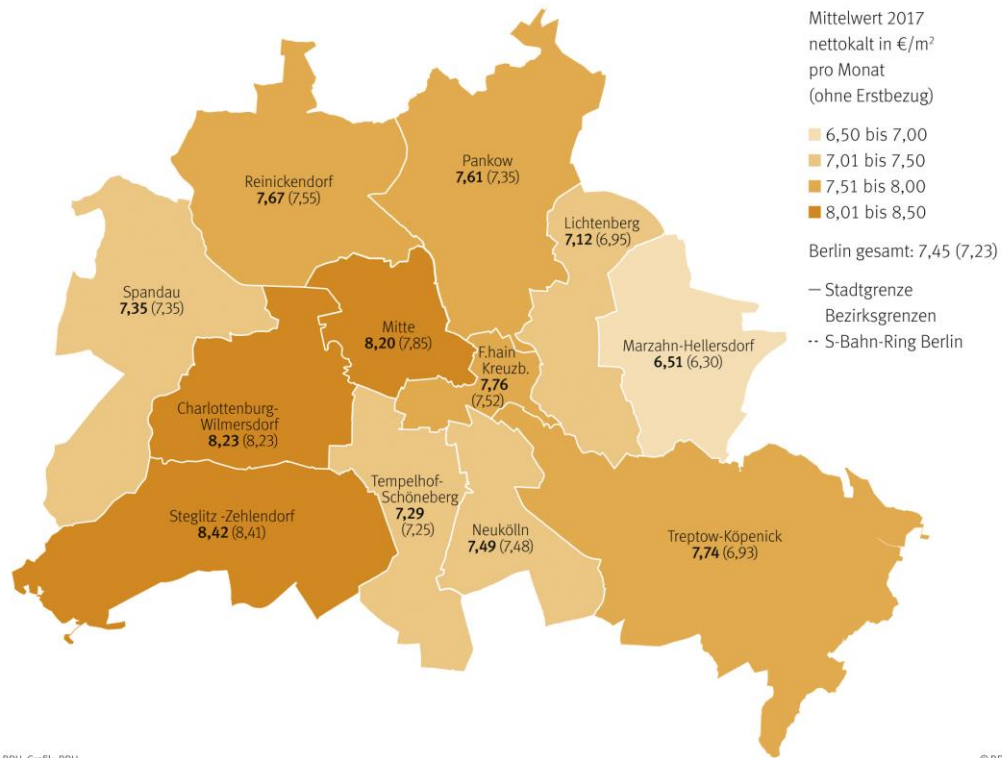 Mittelwert 2017
nettokalt in €/m²
pro Monat
(ohne Erstbezug)
6,50 bis 7,00
7,01 bis 7,50
7,51 bis 8,00
8,01 bis 8,50
Berlin gesamt: 7,45 (7,23)
— Stadtgrenze
Bezirksgrenzen
-- S-Bahn-Ring Berlin
Reinickendorf
7,67 (7,55)
Pankow
7,61 (7,35)
Lichtenberg
7,12 (6,95)
Spandau
7,35 (7,35)
Mitte
8,20 (7,85)
F.hain
Kreuzb.
7,76
(7,52)
Marzahn-Hellersdorf
6,51 (6,30)
Charlottenburg-
Wilmersdorf
8,23 (8,23)
Tempelhof-
Schöneberg
7,29
(7,25)
Steglitz -Zehlendorf
8,42 (8,41)
Neukölln
7,49 (7,48)
Treptow-Köpenick
7,74 (6,93)